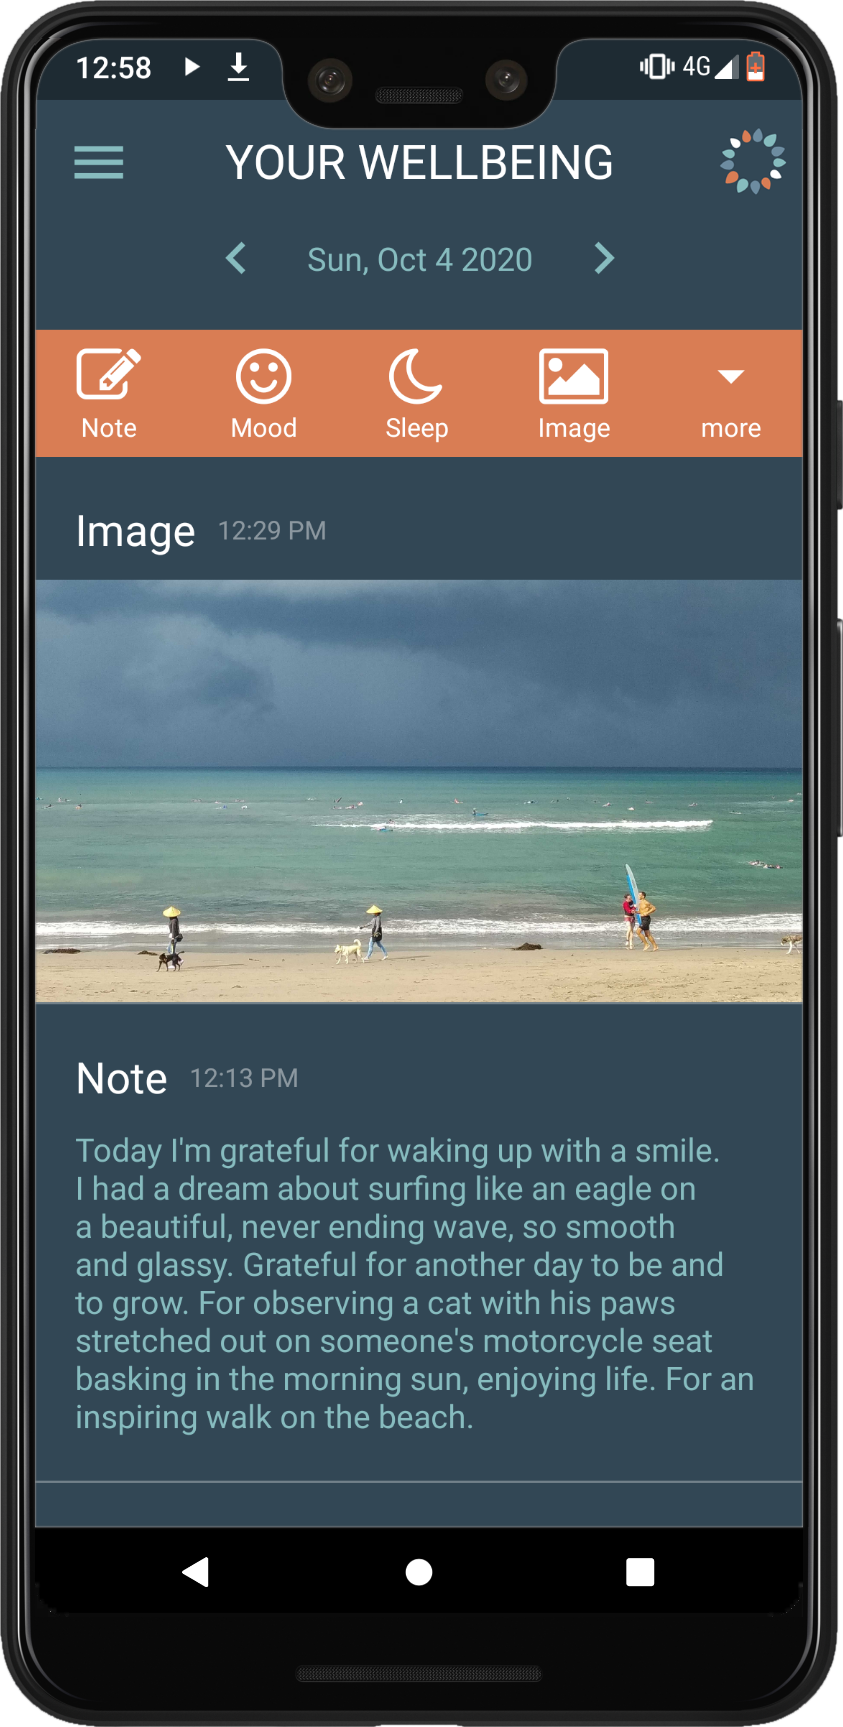 12:58 4G
YOUR WELLBEING
Sun, Oct 4 2020
Note Mood Sleep Image more
Image 12:29 PM
Note 12:13 PM
Today I'm grateful for waking up with a smile.
I had a dream about surfing like an eagle on
a beautiful, never ending wave, so smooth
and glassy. Grateful for another day to be and
to grow. For observing a cat with his paws
stretched out on someone's motorcycle seat
basking in the morning sun, enjoying life. For an
inspiring walk on the beach.